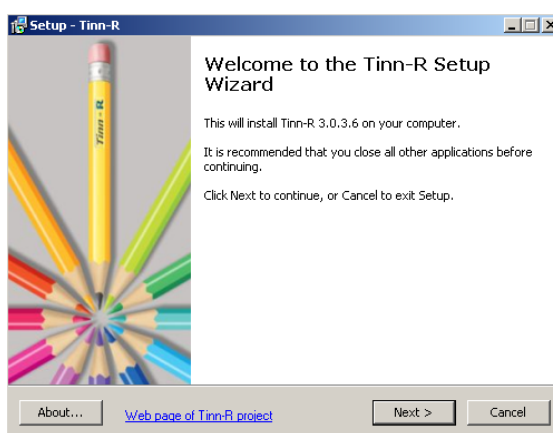 Setup - Tinn-R
Tinn - R
Welcome to the Tinn-R Setup
Wizard
This will install Tinn-R 3.0.3.6 on your computer.
It is recommended that you close all other applications before
continuing.
Click Next to continue, or Cancel to exit Setup.
About...
Web page of Tinn-R project
Next >
Cancel